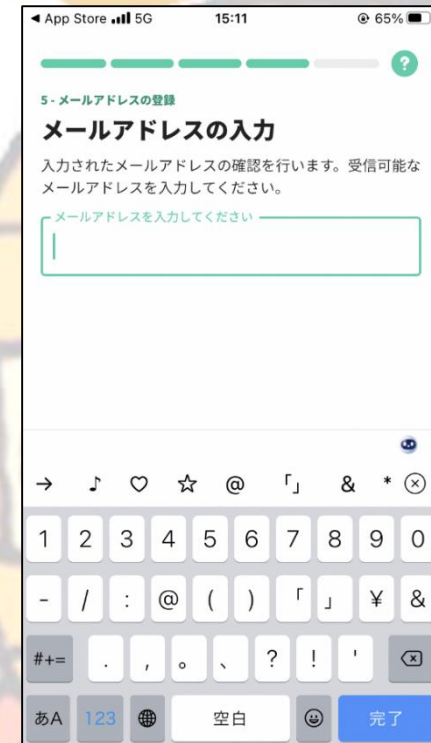 ◀ App Store 5G 15:11 65%
?
5 - メールアドレスの登録
メールアドレスの入力
入力されたメールアドレスの確認を行います。受信可能な
メールアドレスを入力してください。
メールアドレスを入力してください
→ ♪ ♡ ☆ @ 「」 & *
1 2 3 4 5 6 7 8 9 0
- / : @ ( ) 「 」 ¥ &
#+= . , 。 、 ? ! '
あA 123 空白 完了